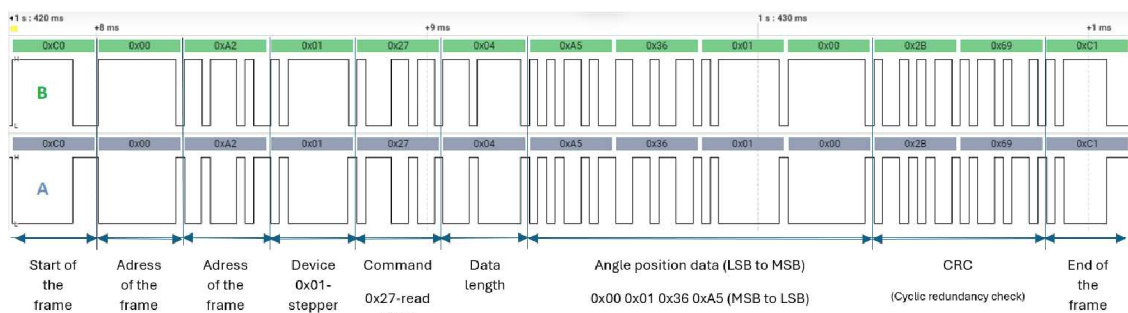 1 s : 420 ms
1 s : 430 ms
+8 ms
+9 ms
+1 ms
0xC0 0x00 0xA2 0x01 0x27 0x04 0xA5 0x36 0x01 0x00 0x2B 0x69 0xC1
H
B
L
0xC0 0x00 0xA2 0x01 0x27 0x04 0xA5 0x36 0x01 0x00 0x2B 0x69 0xC1
H
A
L
Start of
the
frame
Adress
of the
frame
Adress
of the
frame
Device
0x01-
stepper
Command
0x27-read
Data
length
Angle position data (LSB to MSB)
0x00 0x01 0x36 0xA5 (MSB to LSB)
CRC
(Cyclic redundancy check)
End of
the
frame